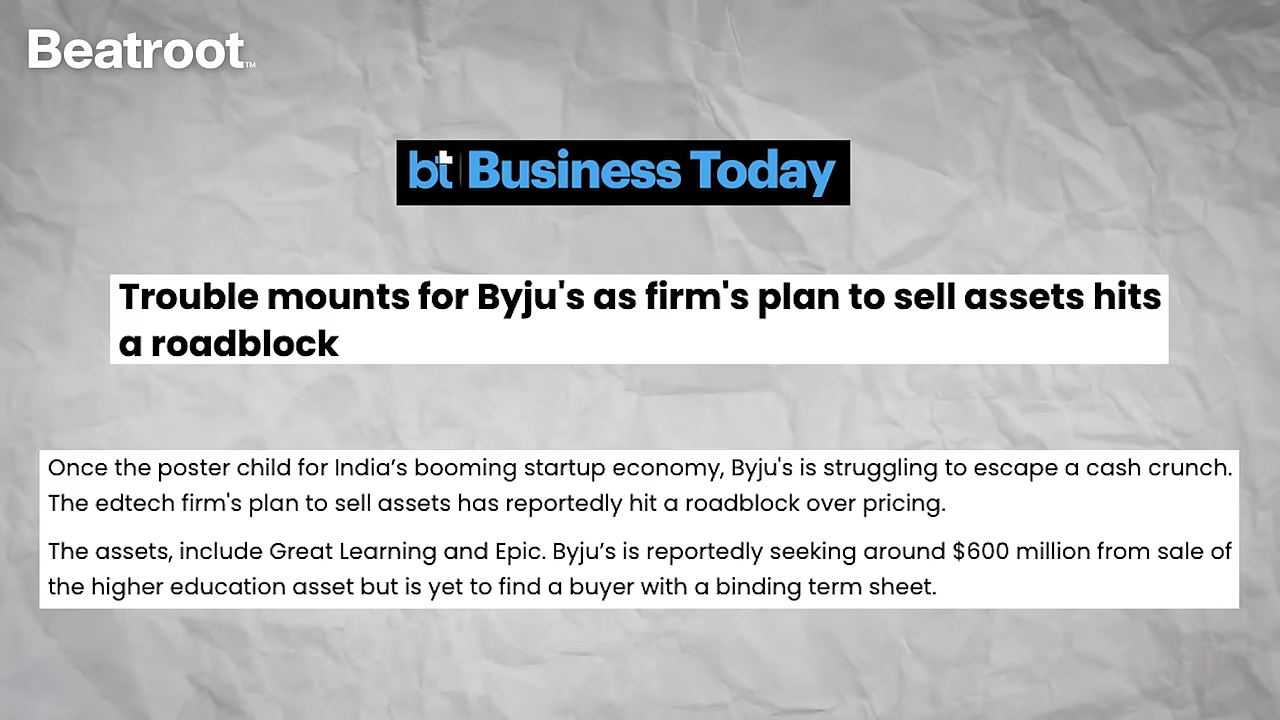 Beatroot™
bt Business Today
Trouble mounts for Byju's as firm's plan to sell assets hits
a roadblock
Once the poster child for India’s booming startup economy, Byju's is struggling to escape a cash crunch.
The edtech firm's plan to sell assets has reportedly hit a roadblock over pricing.
The assets, include Great Learning and Epic. Byju’s is reportedly seeking around $600 million from sale of
the higher education asset but is yet to find a buyer with a binding term sheet.